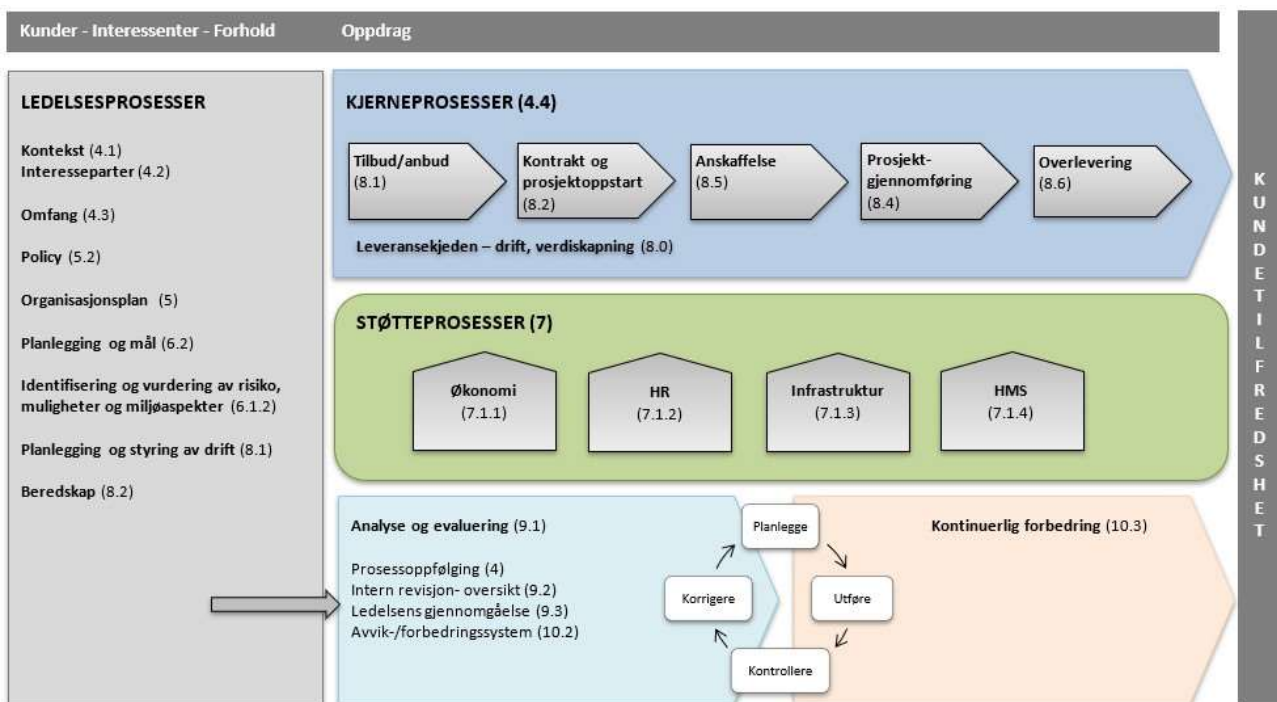 Kunder - Interessenter - Forhold
Oppdrag
LEDELSESPROSESSER
Kontekst (4.1)
Interesseparter (4.2)
Omfang (4.3)
Policy (5.2)
Organisasjonsplan (5)
Planlegging og mål (6.2)
Identifisering og vurdering av risiko,
muligheter og miljøaspekter (6.1.2)
Planlegging og styring av drift (8.1)
Beredskap (8.2)
KJERNEPROSESSER (4.4)
Tilbud/anbud
(8.1)
Kontrakt og
prosjektoppstart
(8.2)
Anskaffelse
(8.5)
Prosjekt-
gjennomføring
(8.4)
Overlevering
(8.6)
Leveransekjeden – drift, verdiskapning (8.0)
STØTTEPROSESSER (7)
Økonomi
(7.1.1)
HR
(7.1.2)
Infrastruktur
(7.1.3)
HMS
(7.1.4)
Analyse og evaluering (9.1)
Prosessoppfølging (4)
Intern revisjon- oversikt (9.2)
Ledelsens gjennomgåelse (9.3)
Avvik-/forbedringssystem (10.2)
Planlegge
Utføre
Kontrollere
Korrigere
Kontinuerlig forbedring (10.3)
KUNDETILFREDSHET